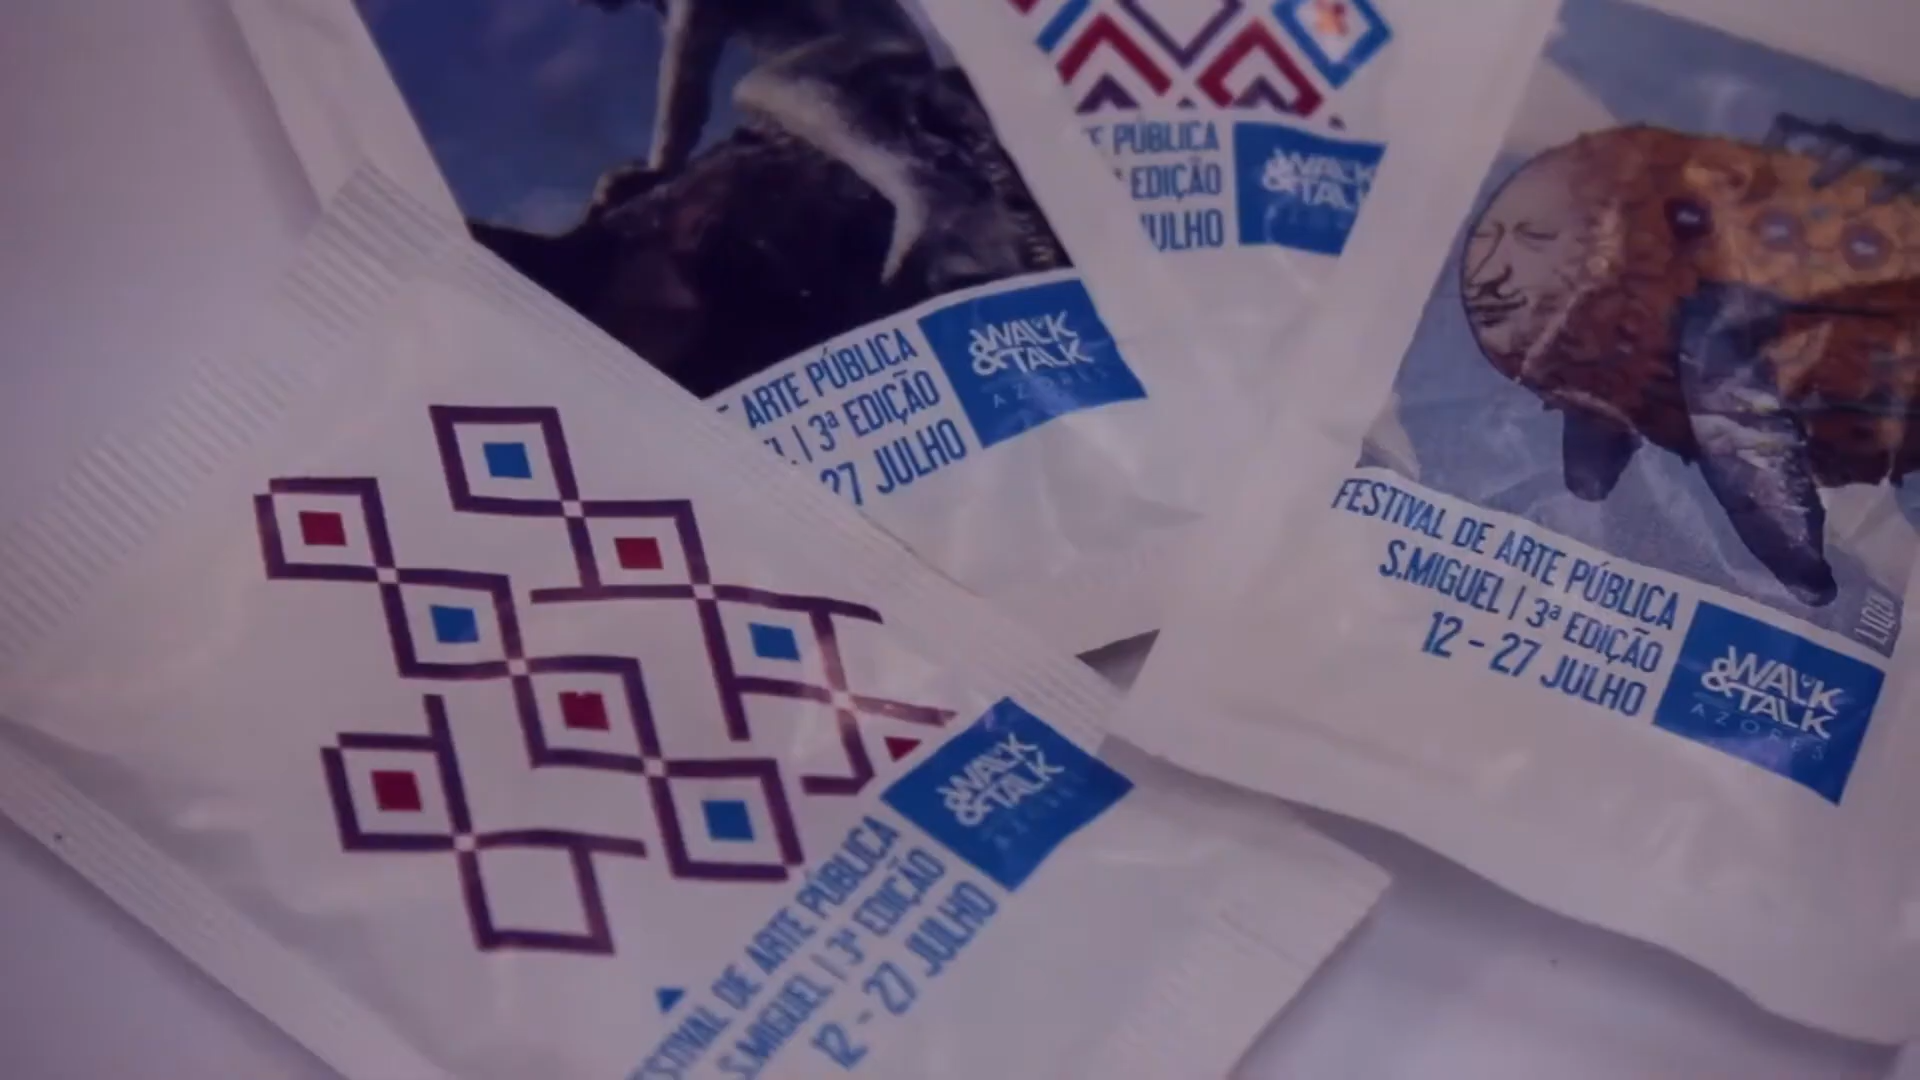 E PÚBLICA
EDIÇÃO
JULHO
WALK
&TALK
ARTE PÚBLICA
| 3ª EDIÇÃO
27 JULHO
WALK
&TALK
AZORES
FESTIVAL DE ARTE PÚBLICA
S.MIGUEL | 3ª EDIÇÃO
12 - 27 JULHO
WALK
&TALK
AZORES
ESTIVAL DE ARTE PÚBLICA
S.MIGUEL | 3ª EDIÇÃO
12 - 27 JULHO
WALK
&TALK
AZORES